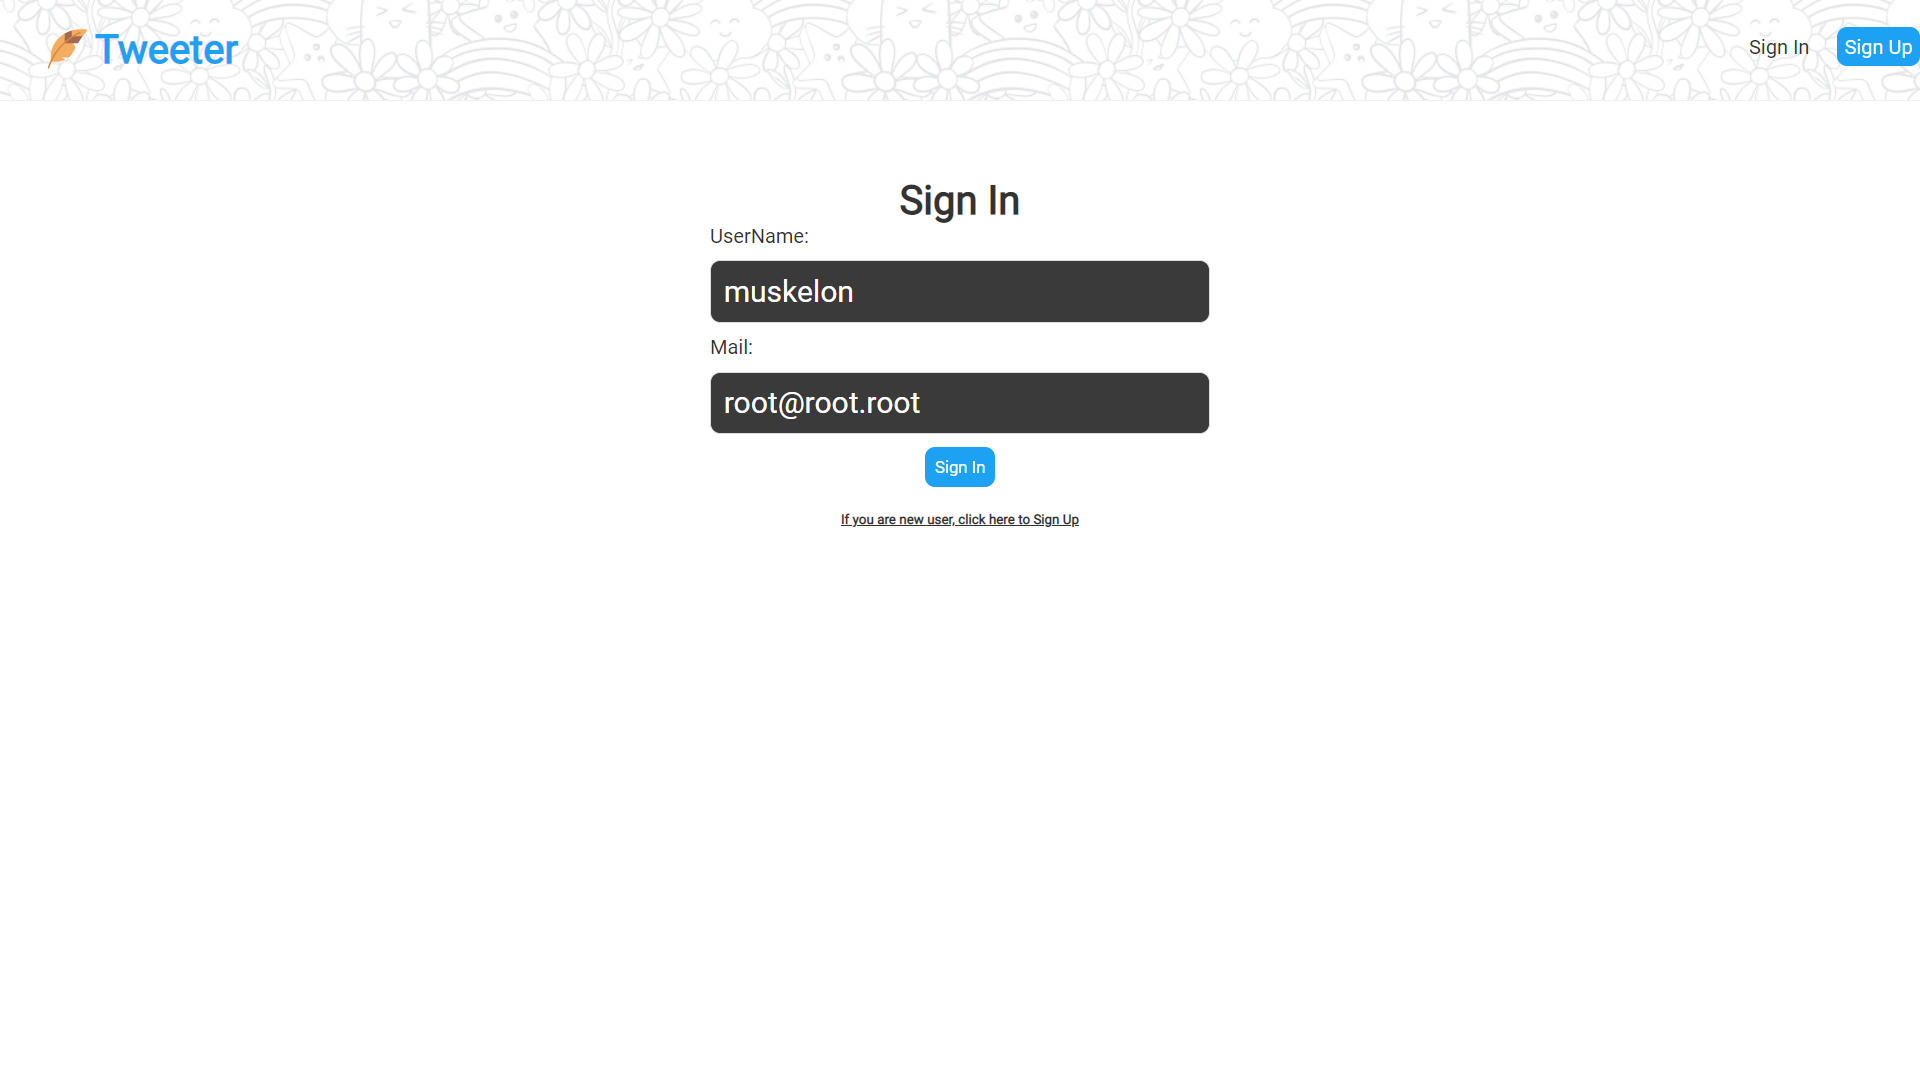 Tweeter
Sign In
Sign Up
Sign In
UserName:
muskelon
Mail:
root@root.root
Sign In
If you are new user, click here to Sign Up